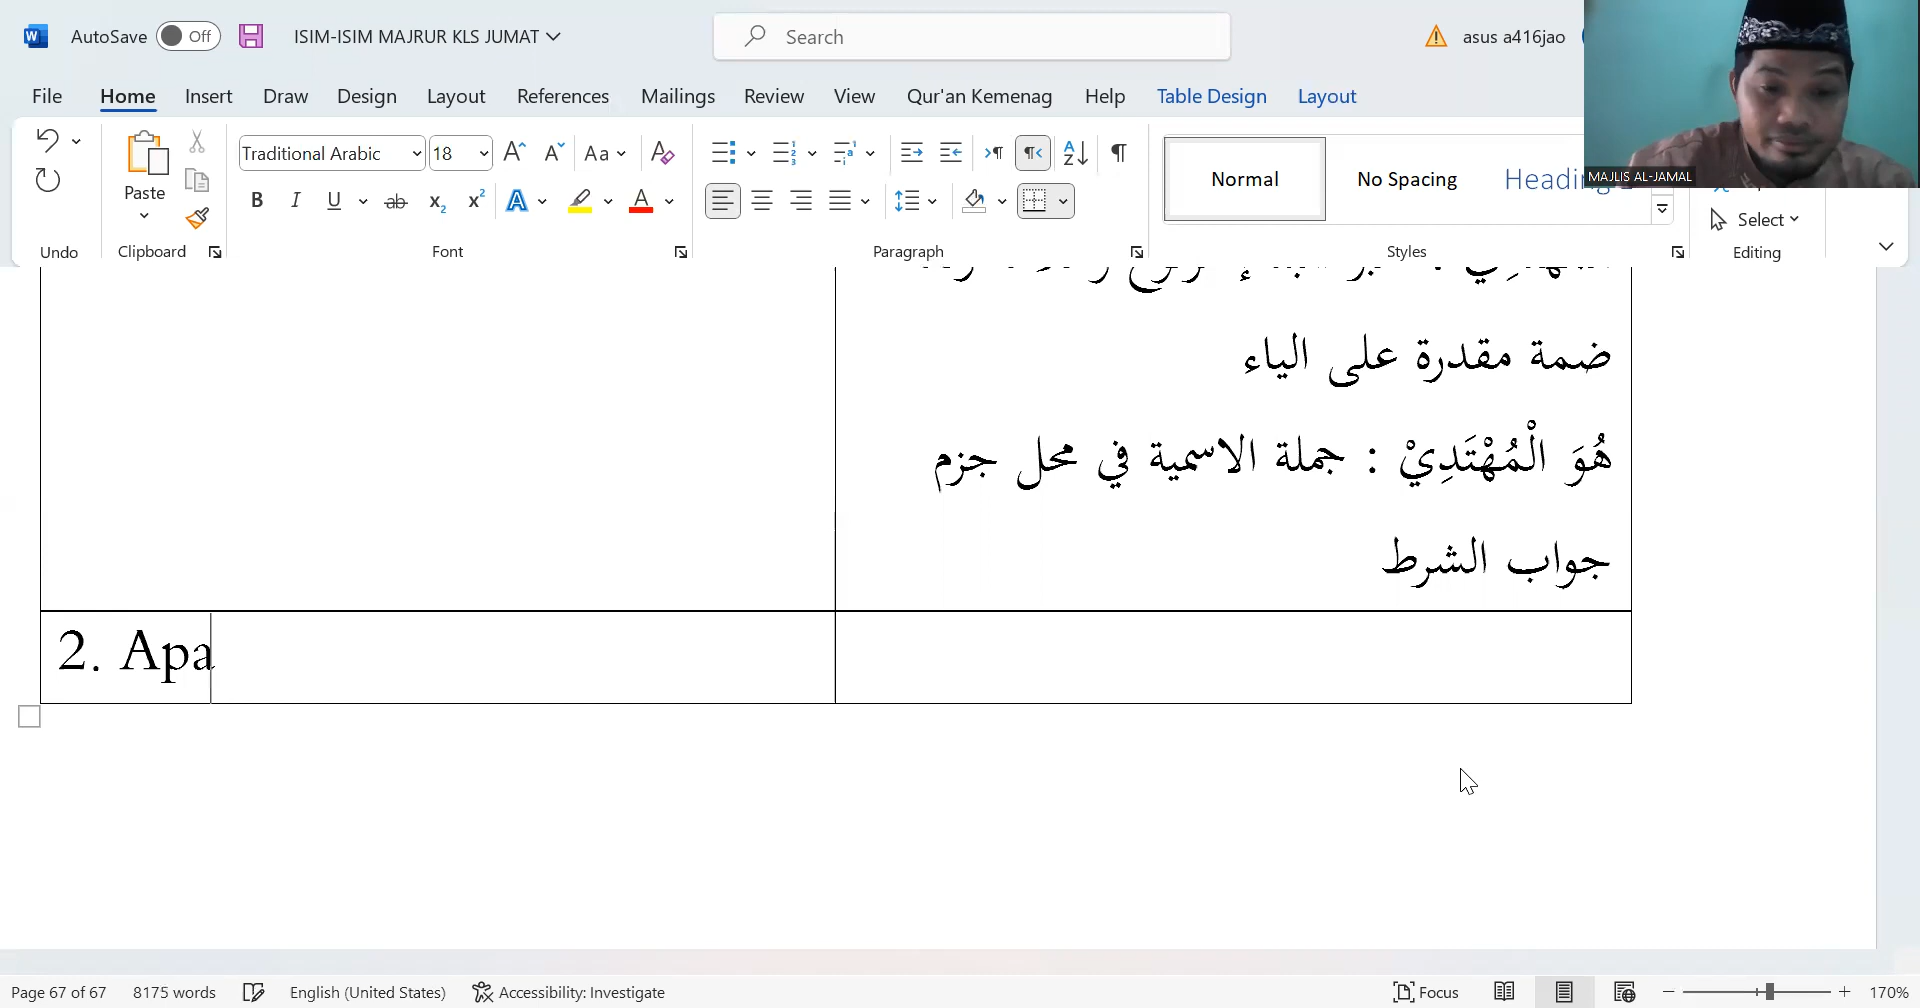 AutoSave Off ISIM-ISIM MAJRUR KLS JUMAT Search asus a416jao
File Home Insert Draw Design Layout References Mailings Review View Qur'an Kemenag Help Table Design Layout
Traditional Arabic 18
Paste
B I U ab
Normal No Spacing Heading
MAJLIS AL-JAMAL
Select
Undo Clipboard Font Paragraph Styles Editing
ضمة مقدرة على الياء
هُوَ الْمُهْتَدِيْ : جملة الاسمية في محل جزم
جواب الشرط
2. Apa
Page 67 of 67 8175 words English (United States) Accessibility: Investigate Focus 170%